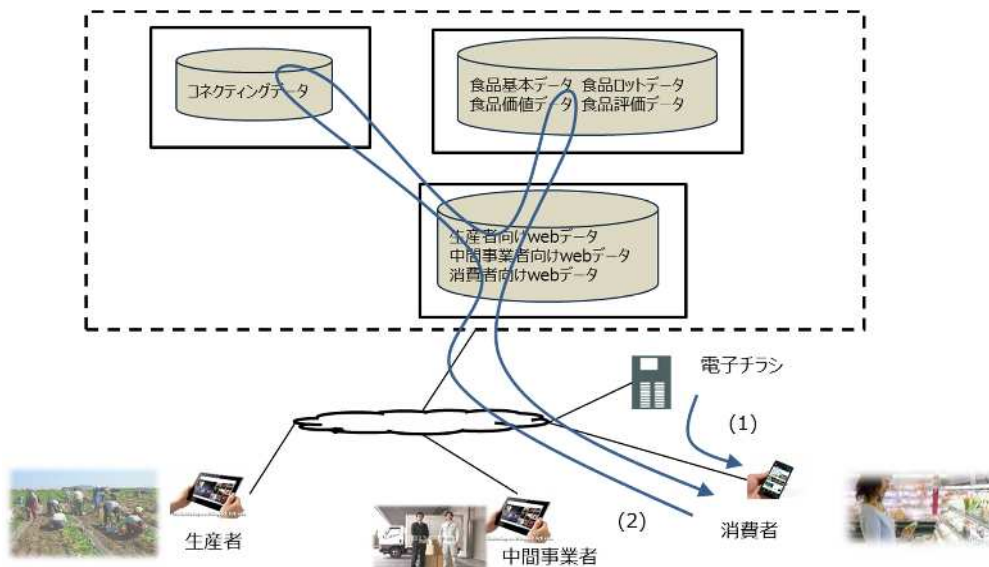 コネクティングデータ
食品基本データ 食品ロットデータ
食品価値データ 食品評価データ
生産者向けwebデータ
中間事業者向けwebデータ
消費者向けwebデータ
電子チラシ
(1)
(2)
生産者
中間事業者
消費者